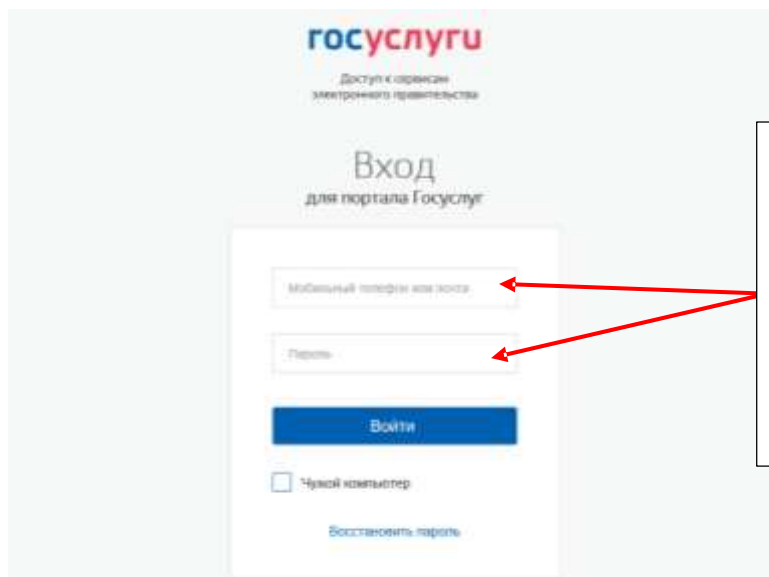 госуслуги
Доступ к сервисам
электронного правительства
Вход
для портала Госуслуг
Мобильный телефон или почта
Пароль
Войти
Чужой компьютер
Восстановить пароль